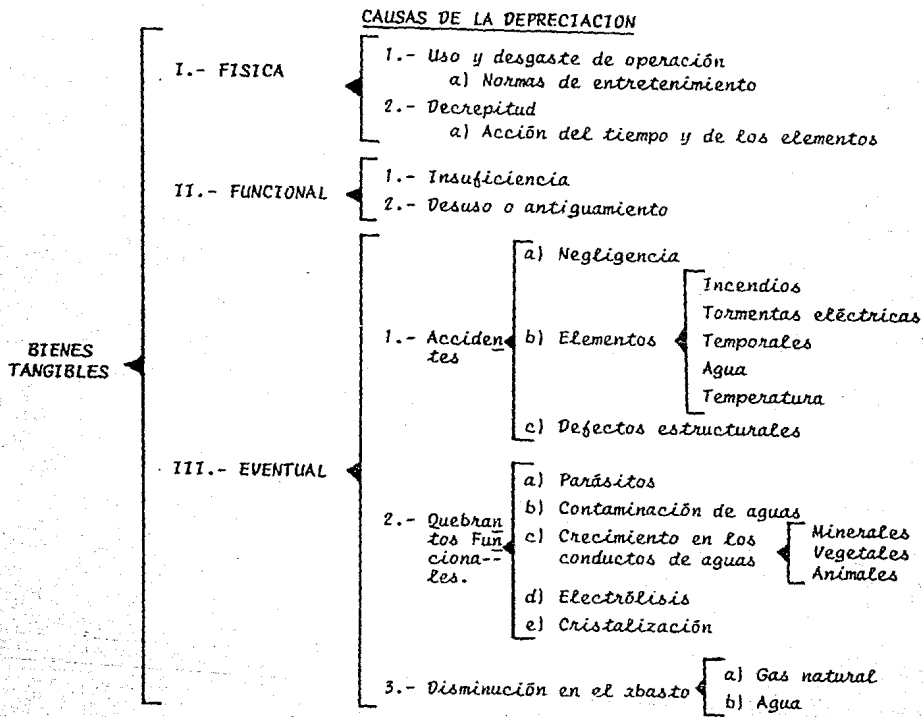 CAUSAS DE LA DEPRECIACION
BIENES
TANGIBLES
I.- FISICA
1.- Uso y desgaste de operación
a) Normas de entretenimiento
2.- Decrepitud
a) Acción del tiempo y de los elementos
II.- FUNCIONAL
1.- Insuficiencia
2.- Desuso o antiguamiento
III.- EVENTUAL
1.- Acciden
tes
a) Negligencia
b) Elementos
Incendios
Tormentas eléctricas
Temporales
Agua
Temperatura
c) Defectos estructurales
2.- Quebran
tos Fun
ciona--
les.
a) Parásitos
b) Contaminación de aguas
c) Crecimiento en los
conductos de aguas
Minerales
Vegetales
Animales
d) Electrólisis
e) Cristalización
3.- Disminución en el abasto
a) Gas natural
b) Agua